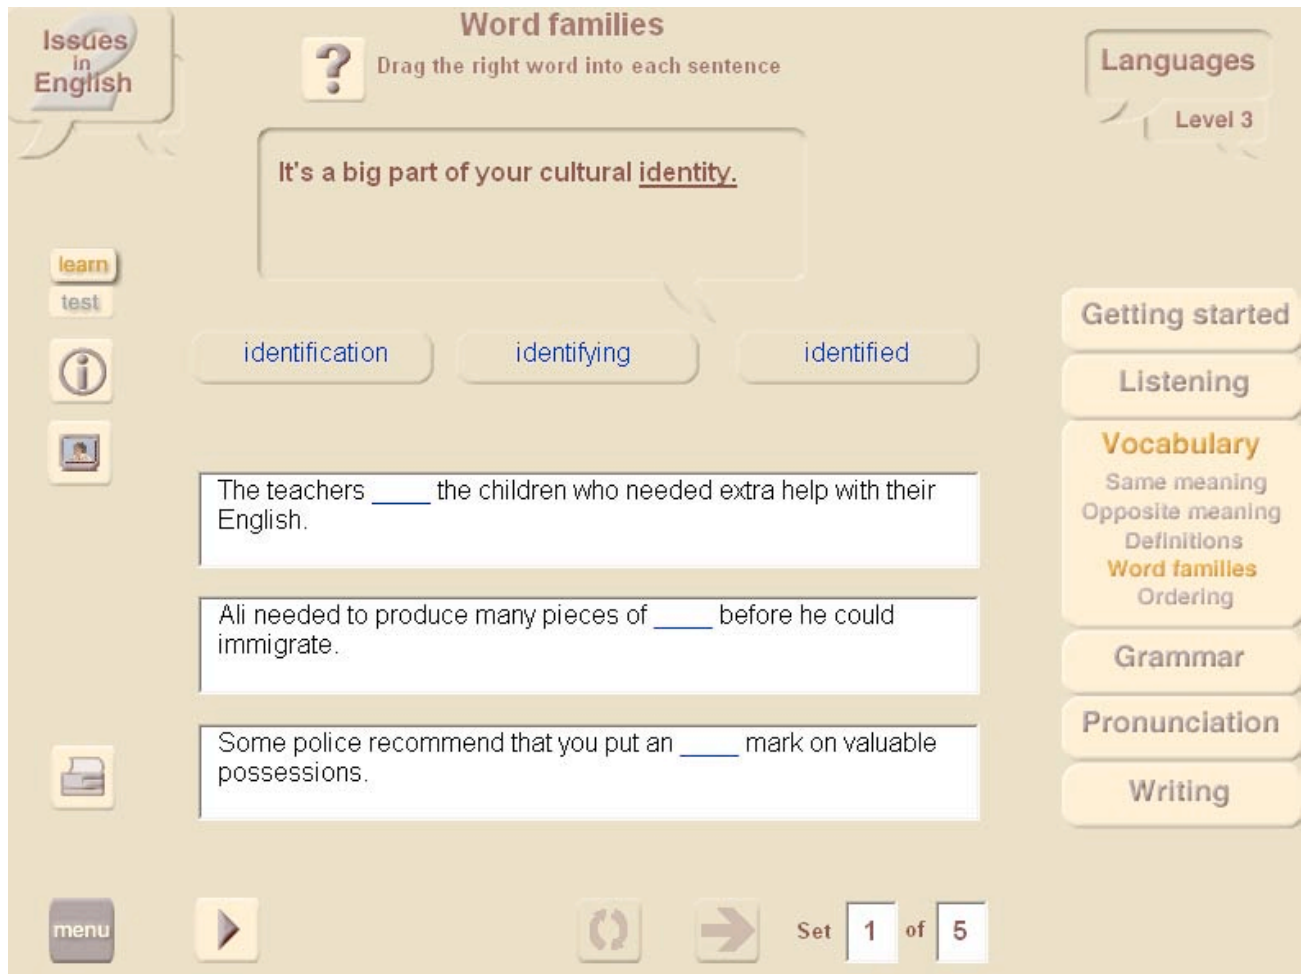 Issues
in
English
2
Word families
?
Drag the right word into each sentence
Languages
Level 3
It's a big part of your cultural identity.
learn
test
i
identification
identifying
identified
The teachers _____ the children who needed extra help with their
English.
Ali needed to produce many pieces of _____ before he could
immigrate.
Some police recommend that you put an _____ mark on valuable
possessions.
Getting started
Listening
Vocabulary
Same meaning
Opposite meaning
Definitions
Word families
Ordering
Grammar
Pronunciation
Writing
menu
Set 1 of 5